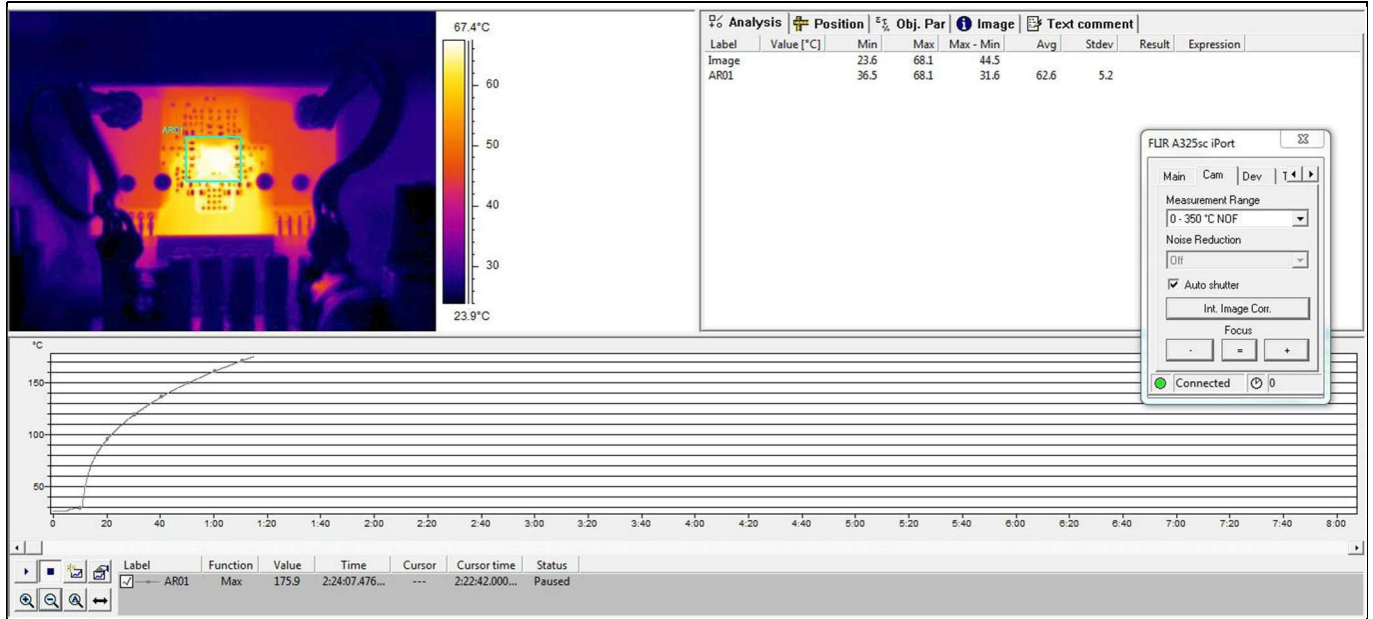 67.4°C
60
50
40
30
23.9°C
AR01
Analysis Position Obj. Par Image Text comment
Label Value [°C] Min Max Max - Min Avg Stdev Result Expression
Image 23.6 68.1 44.5
AR01 36.5 68.1 31.6 62.6 5.2
FLIR A325sc iPort
Main Cam Dev
Measurement Range
0 - 350 °C NOF
Noise Reduction
Off
Auto shutter
Int. Image Corr.
Focus
- = +
Connected 0
°C
150
100
50
0 20 40 1:00 1:20 1:40 2:00 2:20 2:40 3:00 3:20 3:40 4:00 4:20 4:40 5:00 5:20 5:40 6:00 6:20 6:40 7:00 7:20 7:40 8:00
Label Function Value Time Cursor Cursor time Status
AR01 Max 175.9 2:24:07.476... --- 2:22:42.000... Paused